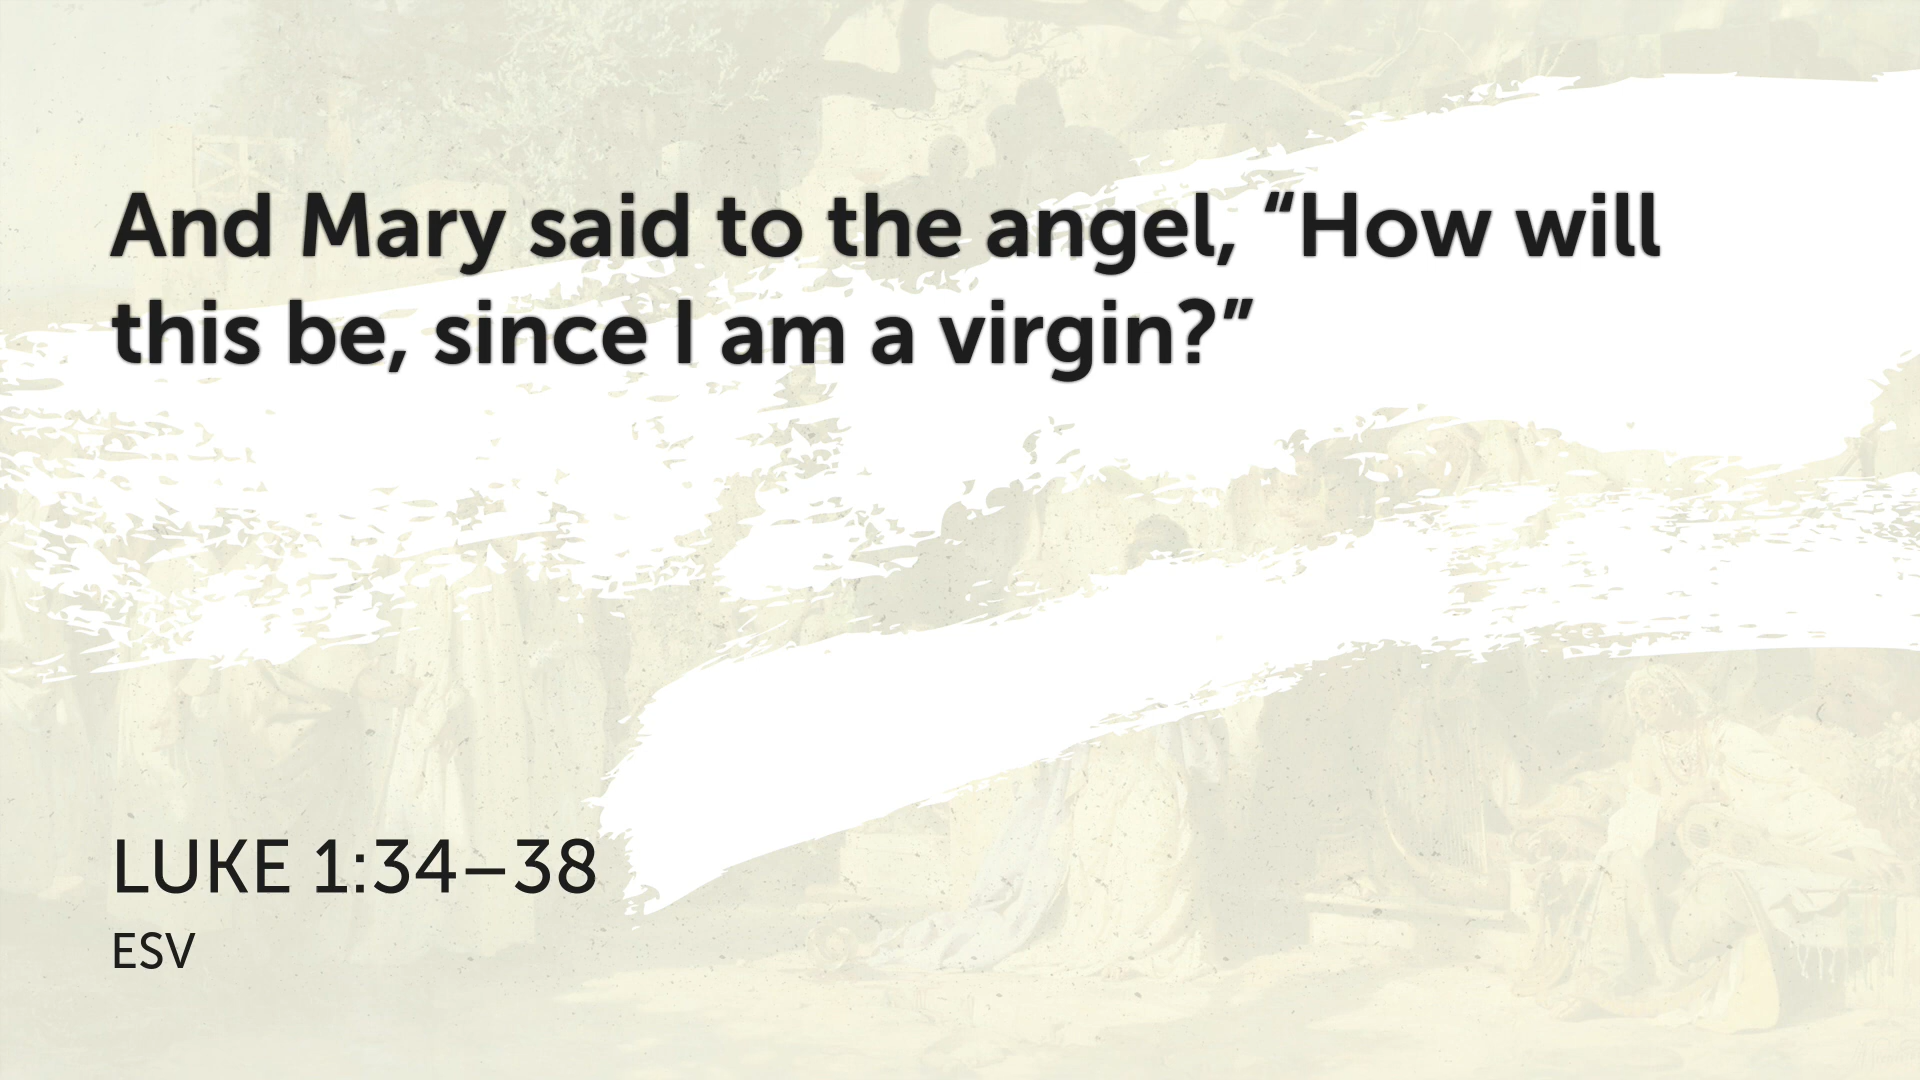 And Mary said to the angel, “How will
this be, since I am a virgin?”
LUKE 1:34–38
ESV